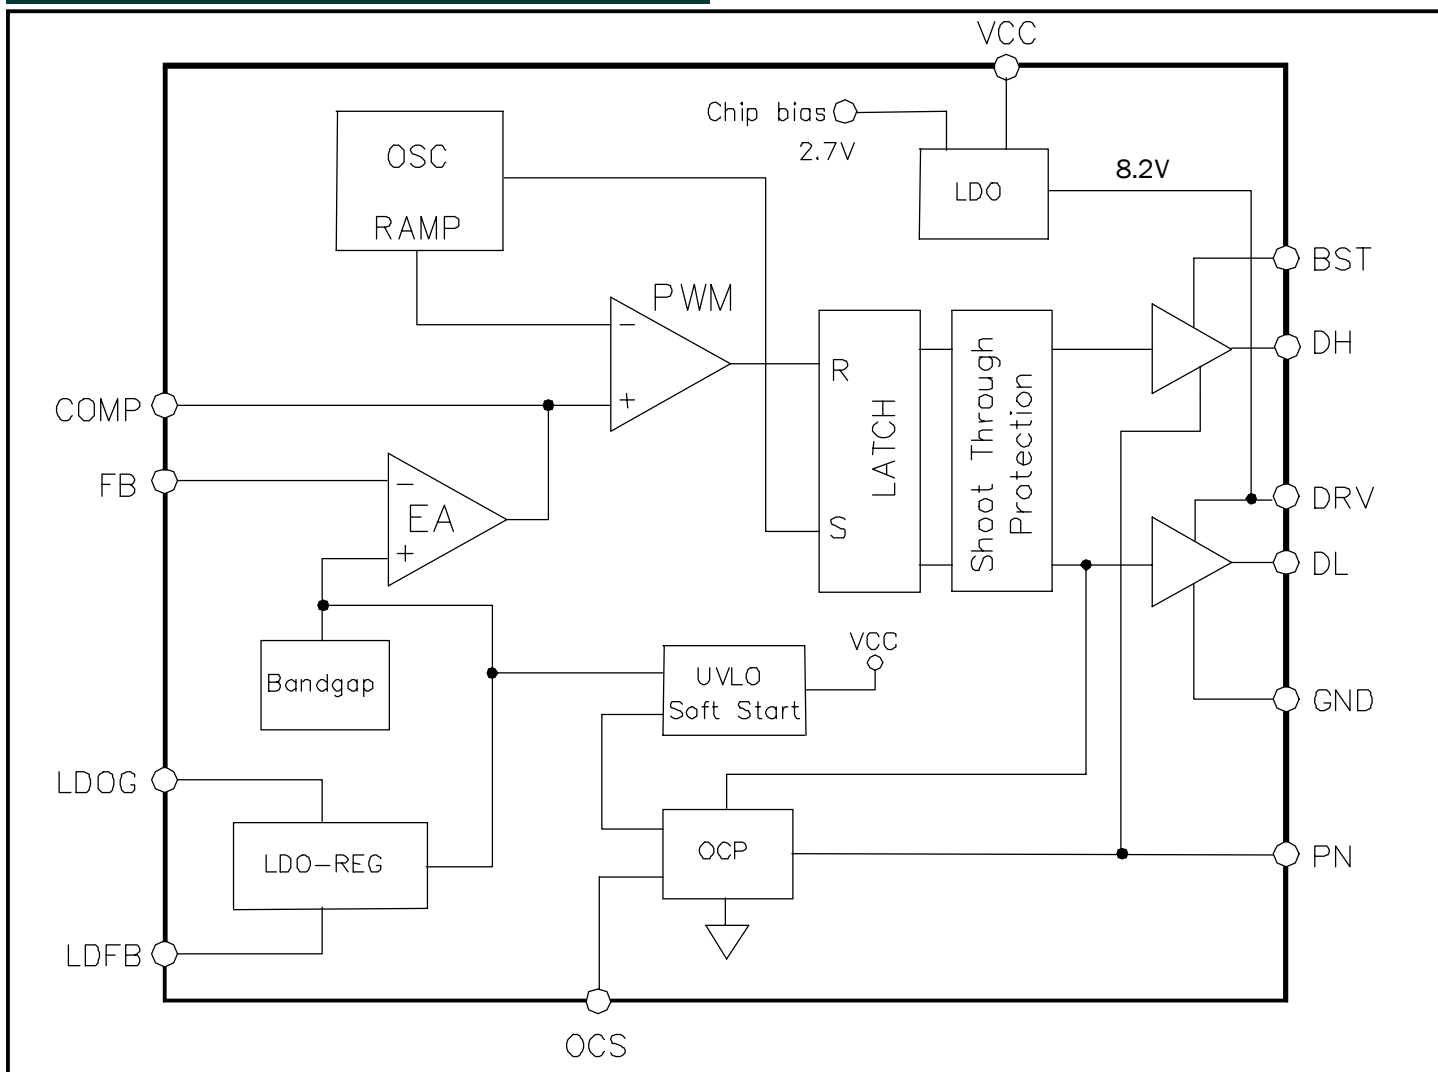 VCC
Chip bias
2.7V
OSC
RAMP
LDO
8.2V
BST
PWM
DH
−
+
R
S
LATCH
Shoot Through
Protection
COMP
FB
−
EA
+
DRV
DL
VCC
UVLO
Soft Start
Bandgap
GND
LDOG
LDO−REG
OCP
PN
LDFB
OCS